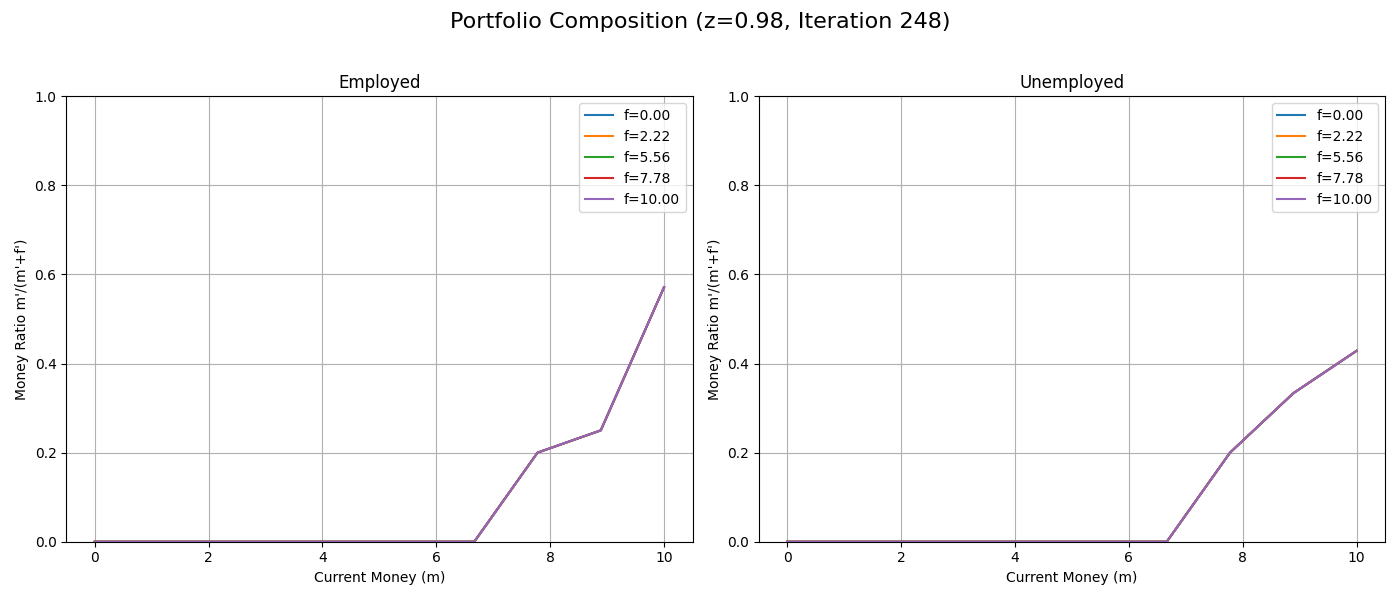 Portfolio Composition (z=0.98, Iteration 248)
Employed
1.0
0.8
0.6
0.4
0.2
0.0
Money Ratio m'/(m'+f')
0 2 4 6 8 10
Current Money (m)
f=0.00
f=2.22
f=5.56
f=7.78
f=10.00
Unemployed
1.0
0.8
0.6
0.4
0.2
0.0
Money Ratio m'/(m'+f')
0 2 4 6 8 10
Current Money (m)
f=0.00
f=2.22
f=5.56
f=7.78
f=10.00